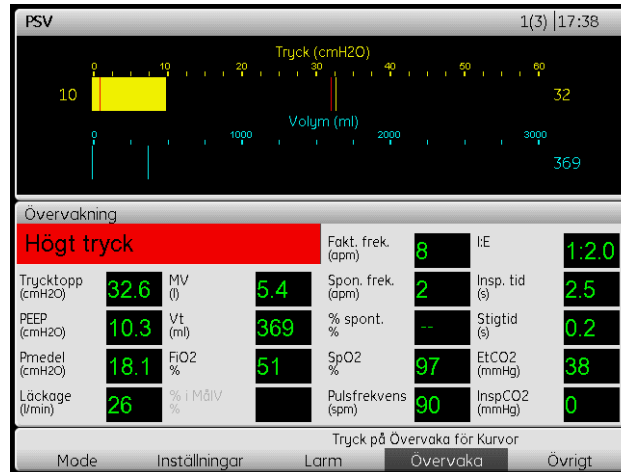 PSV 1(3) 17:38
Tryck (cmH2O)
0 10 20 30 40 50 60
10 32
Volym (ml)
0 1000 2000 3000
369
Övervakning
Högt tryck
Fakt. frek. (apm) 8 I:E 1:2.0
Trycktopp (cmH2O) 32.6 MV (l) 5.4 Spon. frek. (apm) 2 Insp. tid (s) 2.5
PEEP (cmH2O) 10.3 Vt (ml) 369 % spont. % -- Stigtid (s) 0.2
Pmedel (cmH2O) 18.1 FiO2 % 51 SpO2 % 97 EtCO2 (mmHg) 38
Läckage (l/min) 26 % i MålV % Pulsfrekvens (spm) 90 InspCO2 (mmHg) 0
Tryck på Övervaka för Kurvor
Mode Inställningar Larm Övervaka Övrigt